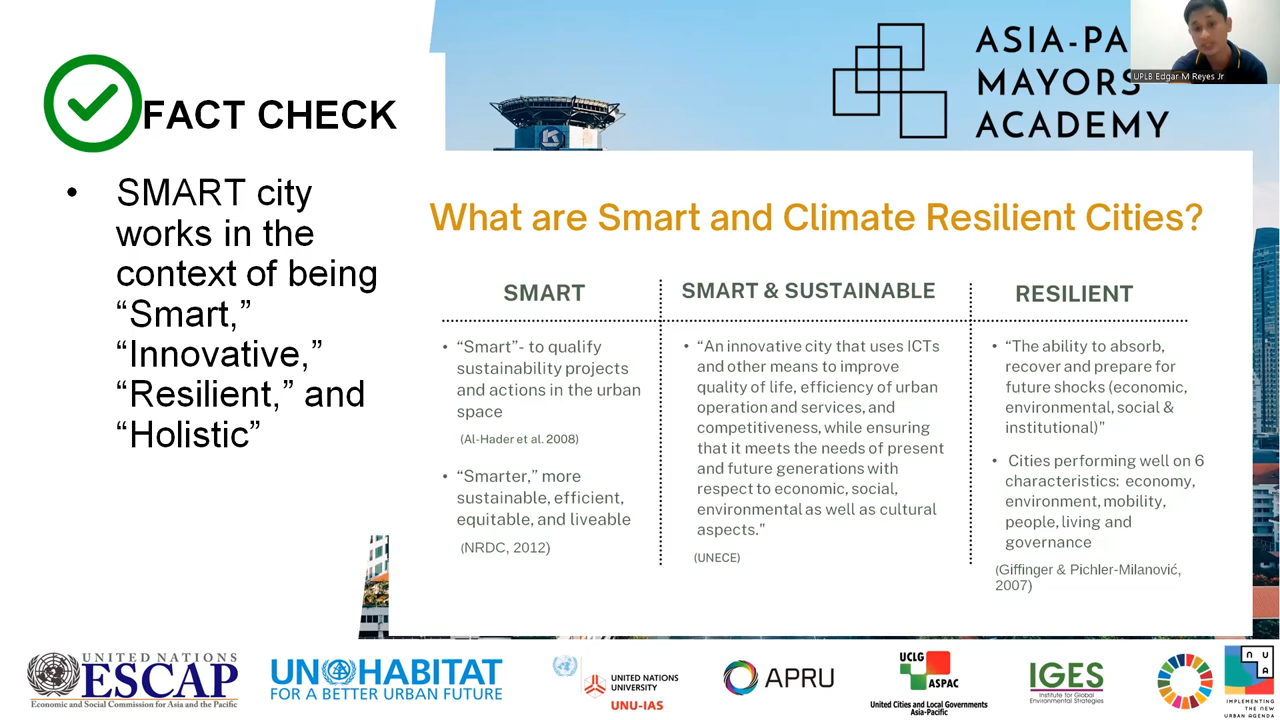 FACT CHECK
• SMART city
works in the
context of being
“Smart,”
“Innovative,”
“Resilient,” and
“Holistic”
ASIA-PA
MAYORS
ACADEMY
UPLB Edgar M Reyes Jr
K
What are Smart and Climate Resilient Cities?
SMART
• “Smart”- to qualify
sustainability projects
and actions in the urban
space
(Al-Hader et al. 2008)
• “Smarter,” more
sustainable, efficient,
equitable, and liveable
(NRDC, 2012)
SMART & SUSTAINABLE
• “An innovative city that uses ICTs
and other means to improve
quality of life, efficiency of urban
operation and services, and
competitiveness, while ensuring
that it meets the needs of present
and future generations with
respect to economic, social,
environmental as well as cultural
aspects."
(UNECE)
RESILIENT
• “The ability to absorb,
recover and prepare for
future shocks (economic,
environmental, social &
institutional)"
• Cities performing well on 6
characteristics: economy,
environment, mobility,
people, living and
governance
(Giffinger & Pichler-Milanović,
2007)
UNITED NATIONS
ESCAP
Economic and Social Commission for Asia and the Pacific
UN HABITAT
FOR A BETTER URBAN FUTURE
UNITED NATIONS
UNIVERSITY
UNU-IAS
APRU
UCLG
ASPAC
United Cities and Local Governments
Asia-Pacific
IGES
Institute for Global
Environmental Strategies
N U
A
IMPLEMENTING
THE NEW
URBAN AGENDA